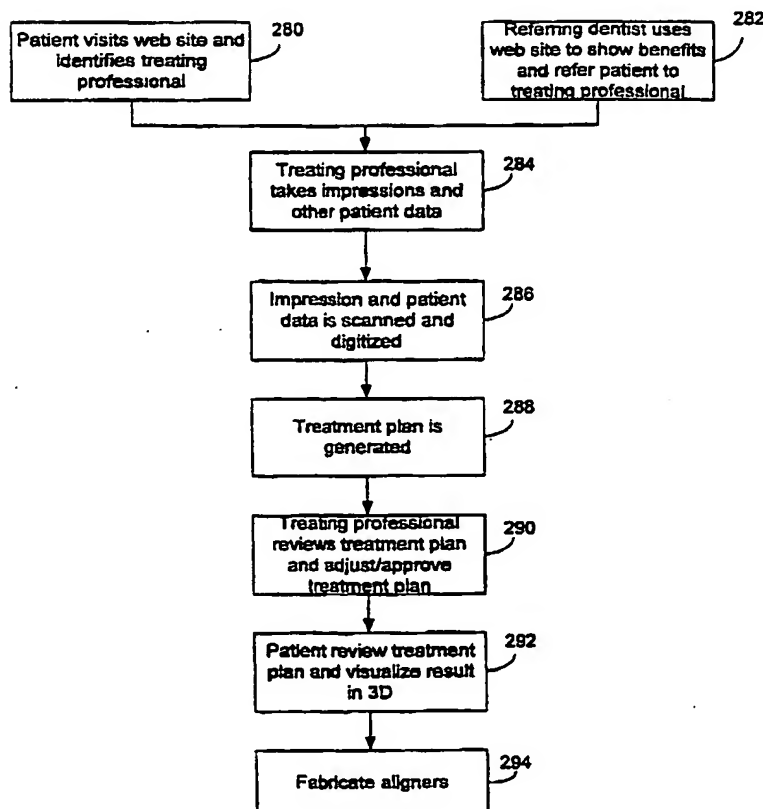 Patient visits web site and
identifies treating
professional
280
Referring dentist uses
web site to show benefits
and refer patient to
treating professional
282
Treating professional
takes impressions and
other patient data
284
Impression and patient
data is scanned and
digitized
286
Treatment plan is
generated
288
Treating professional
reviews treatment plan
and adjust/approve
treatment plan
290
Patient review treatment
plan and visualize result
in 3D
292
Fabricate aligners
294